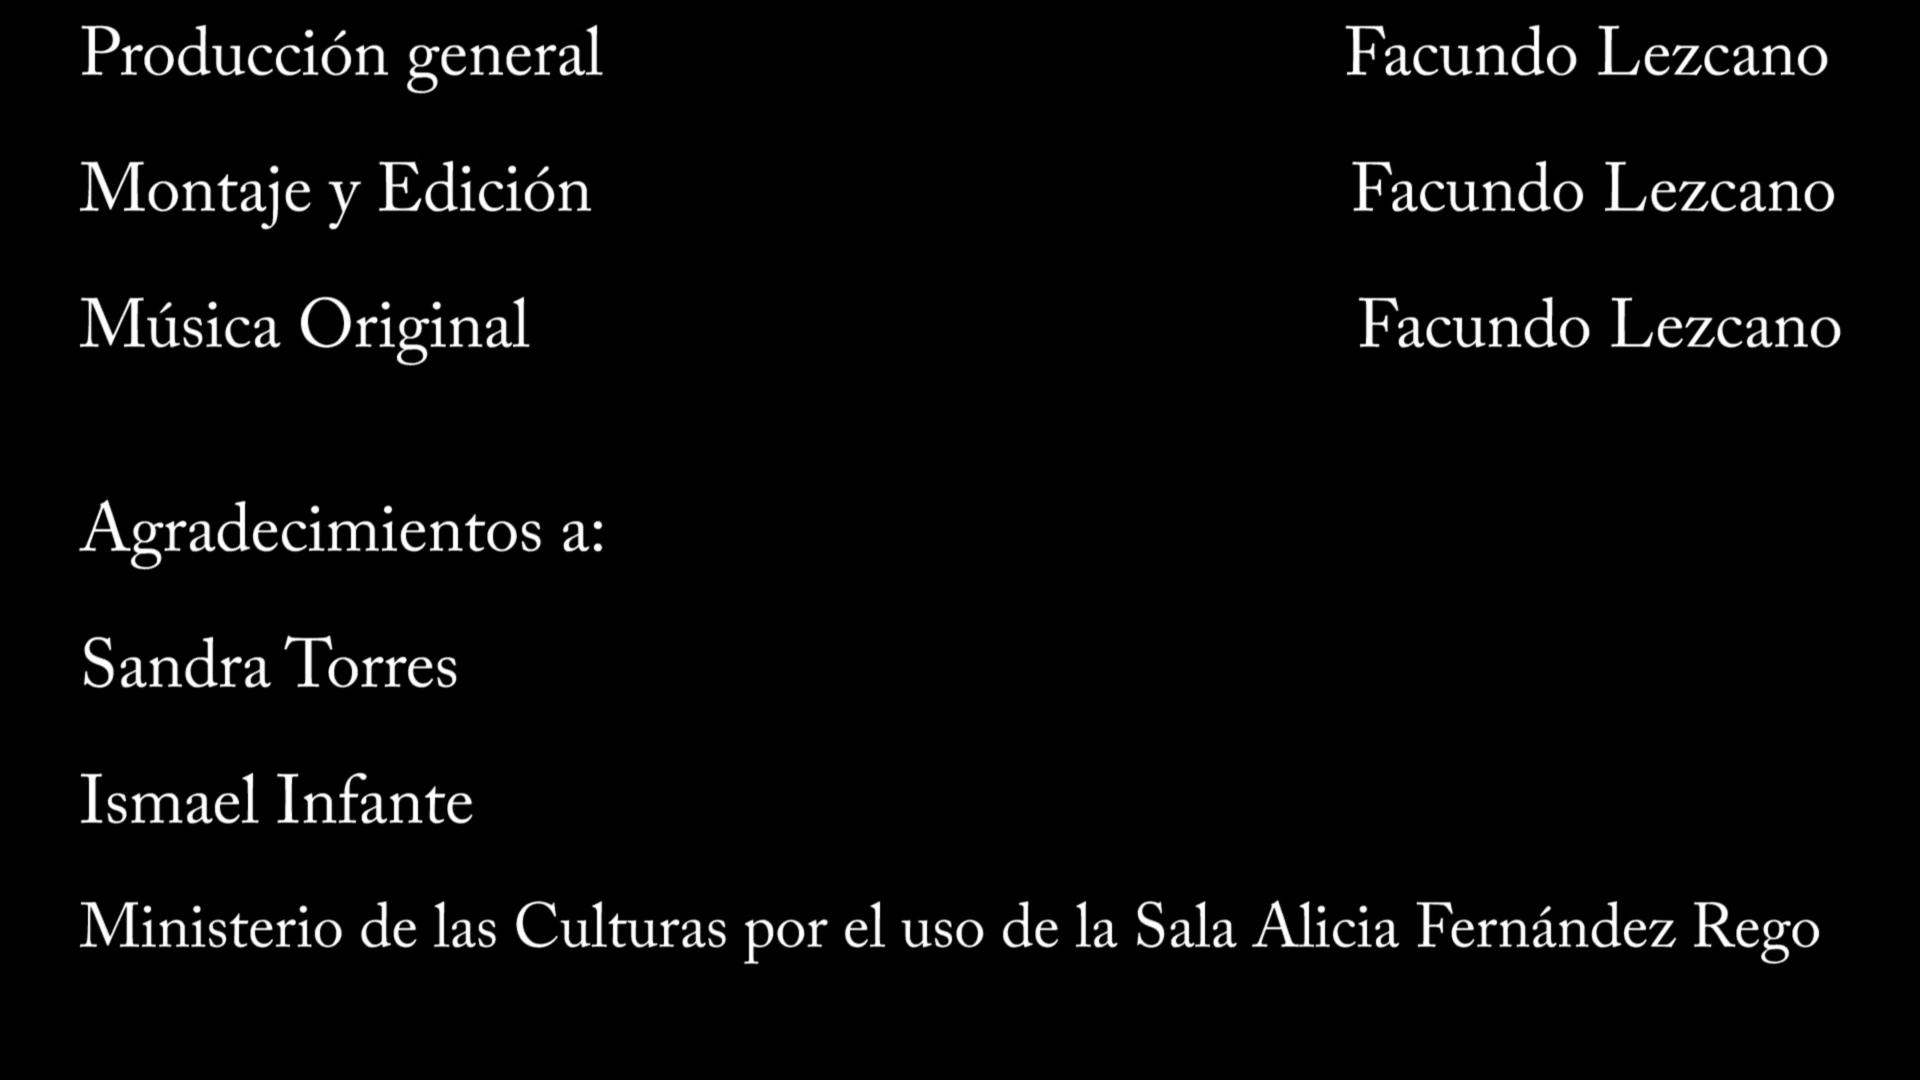 Producción general Facundo Lezcano
Montaje y Edición Facundo Lezcano
Música Original Facundo Lezcano
Agradecimientos a:
Sandra Torres
Ismael Infante
Ministerio de las Culturas por el uso de la Sala Alicia Fernández Rego